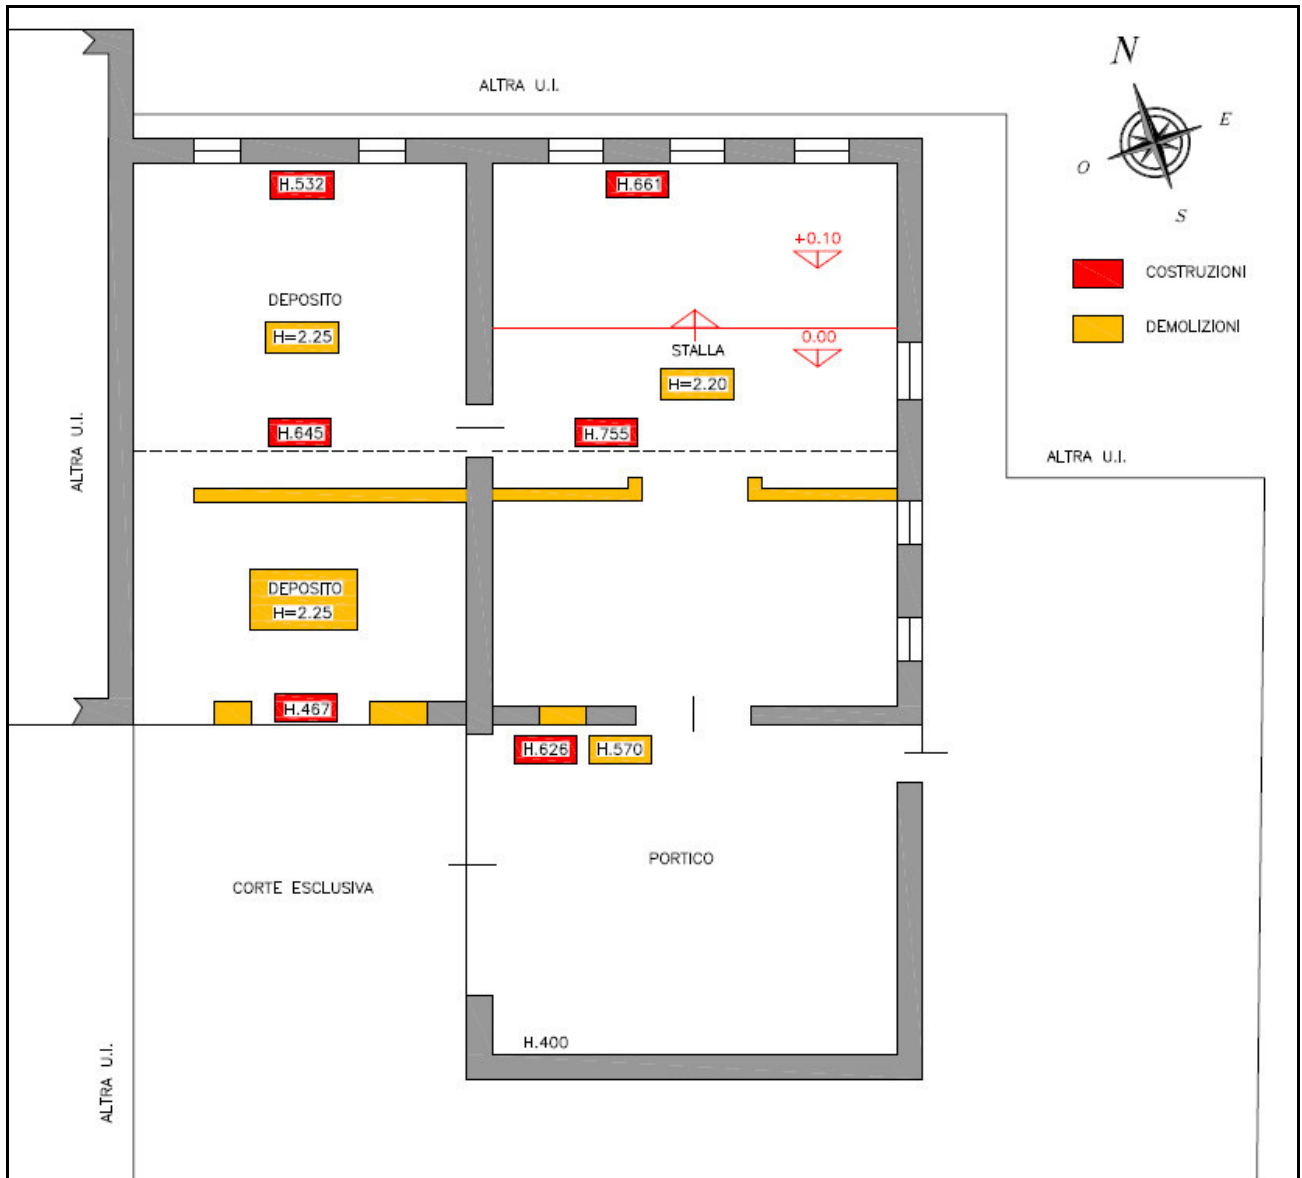 N
ALTRA U.I.
E
O
S
H.532
H.661
+0.10
COSTRUZIONI
DEPOSITO
H=2.25
DEMOLIZIONI
0.00
STALLA
H=2.20
ALTRA U.I.
H.645
H.755
ALTRA U.I.
DEPOSITO
H=2.25
H.467
H.626
H.570
PORTICO
CORTE ESCLUSIVA
H.400
ALTRA U.I.